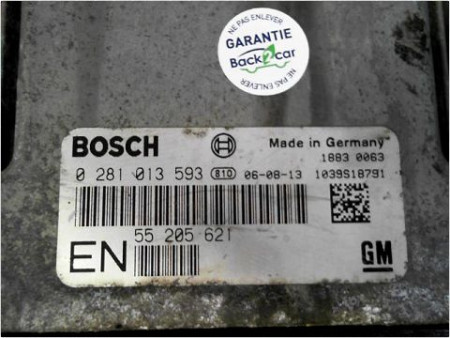 NE PAS ENLEVER
GARANTIE
Back2car
NE PAS ENLEVER
BOSCH
Made in Germany
1883 0063
0 281 013 593 810 06-08-13 1039S18791
55 205 621
EN
GM